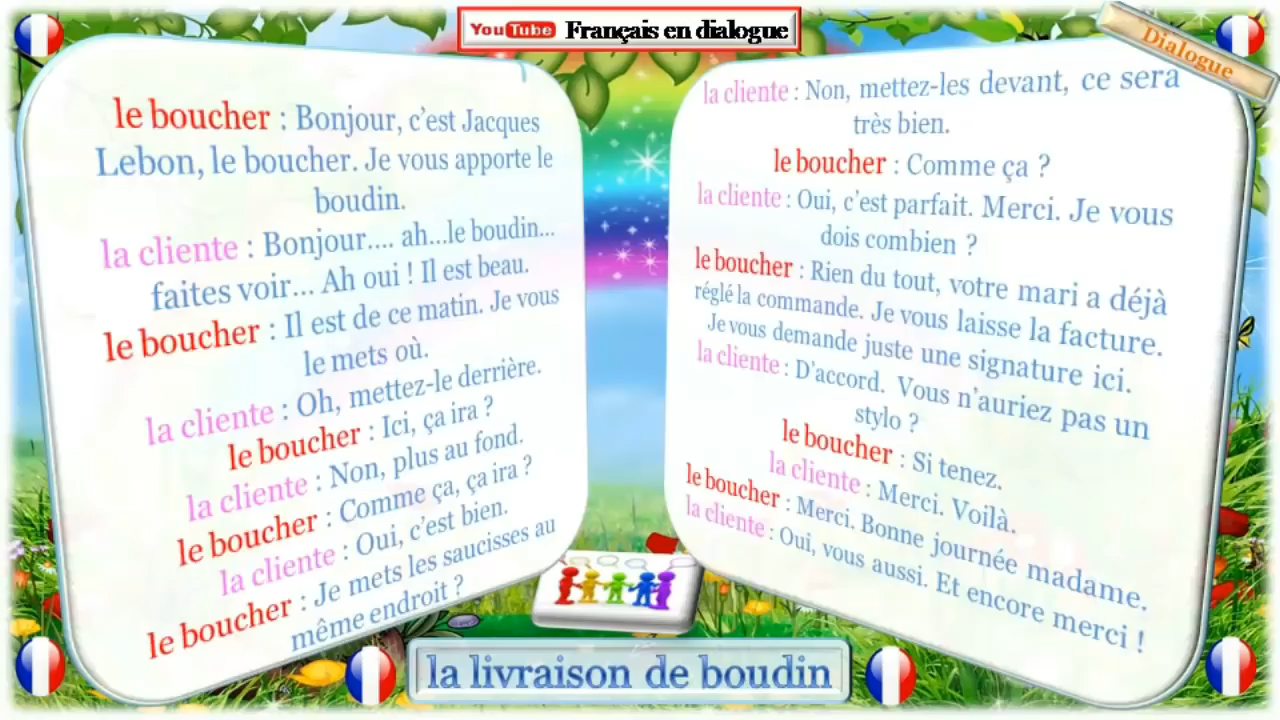 YouTube Français en dialogue
Dialogue
le boucher : Bonjour, c'est Jacques
Lebon, le boucher. Je vous apporte le
boudin.
la cliente : Bonjour.... ah...le boudin...
faites voir... Ah oui ! Il est beau.
le boucher : Il est de ce matin. Je vous
le mets où.
la cliente : Oh, mettez-le derrière.
le boucher : Ici, ça ira ?
la cliente : Non, plus au fond.
le boucher : Comme ça, ça ira ?
la cliente : Oui, c'est bien.
le boucher : Je mets les saucisses au
même endroit ?
la cliente : Non, mettez-les devant, ce sera
très bien.
le boucher : Comme ça ?
la cliente : Oui, c'est parfait. Merci. Je vous
dois combien ?
le boucher : Rien du tout, votre mari a déjà
réglé la commande. Je vous laisse la facture.
Je vous demande juste une signature ici.
la cliente : D'accord. Vous n'auriez pas un
stylo ?
le boucher : Si tenez.
la cliente : Merci. Voilà.
le boucher : Merci. Bonne journée madame.
la cliente : Oui, vous aussi. Et encore merci !
la livraison de boudin